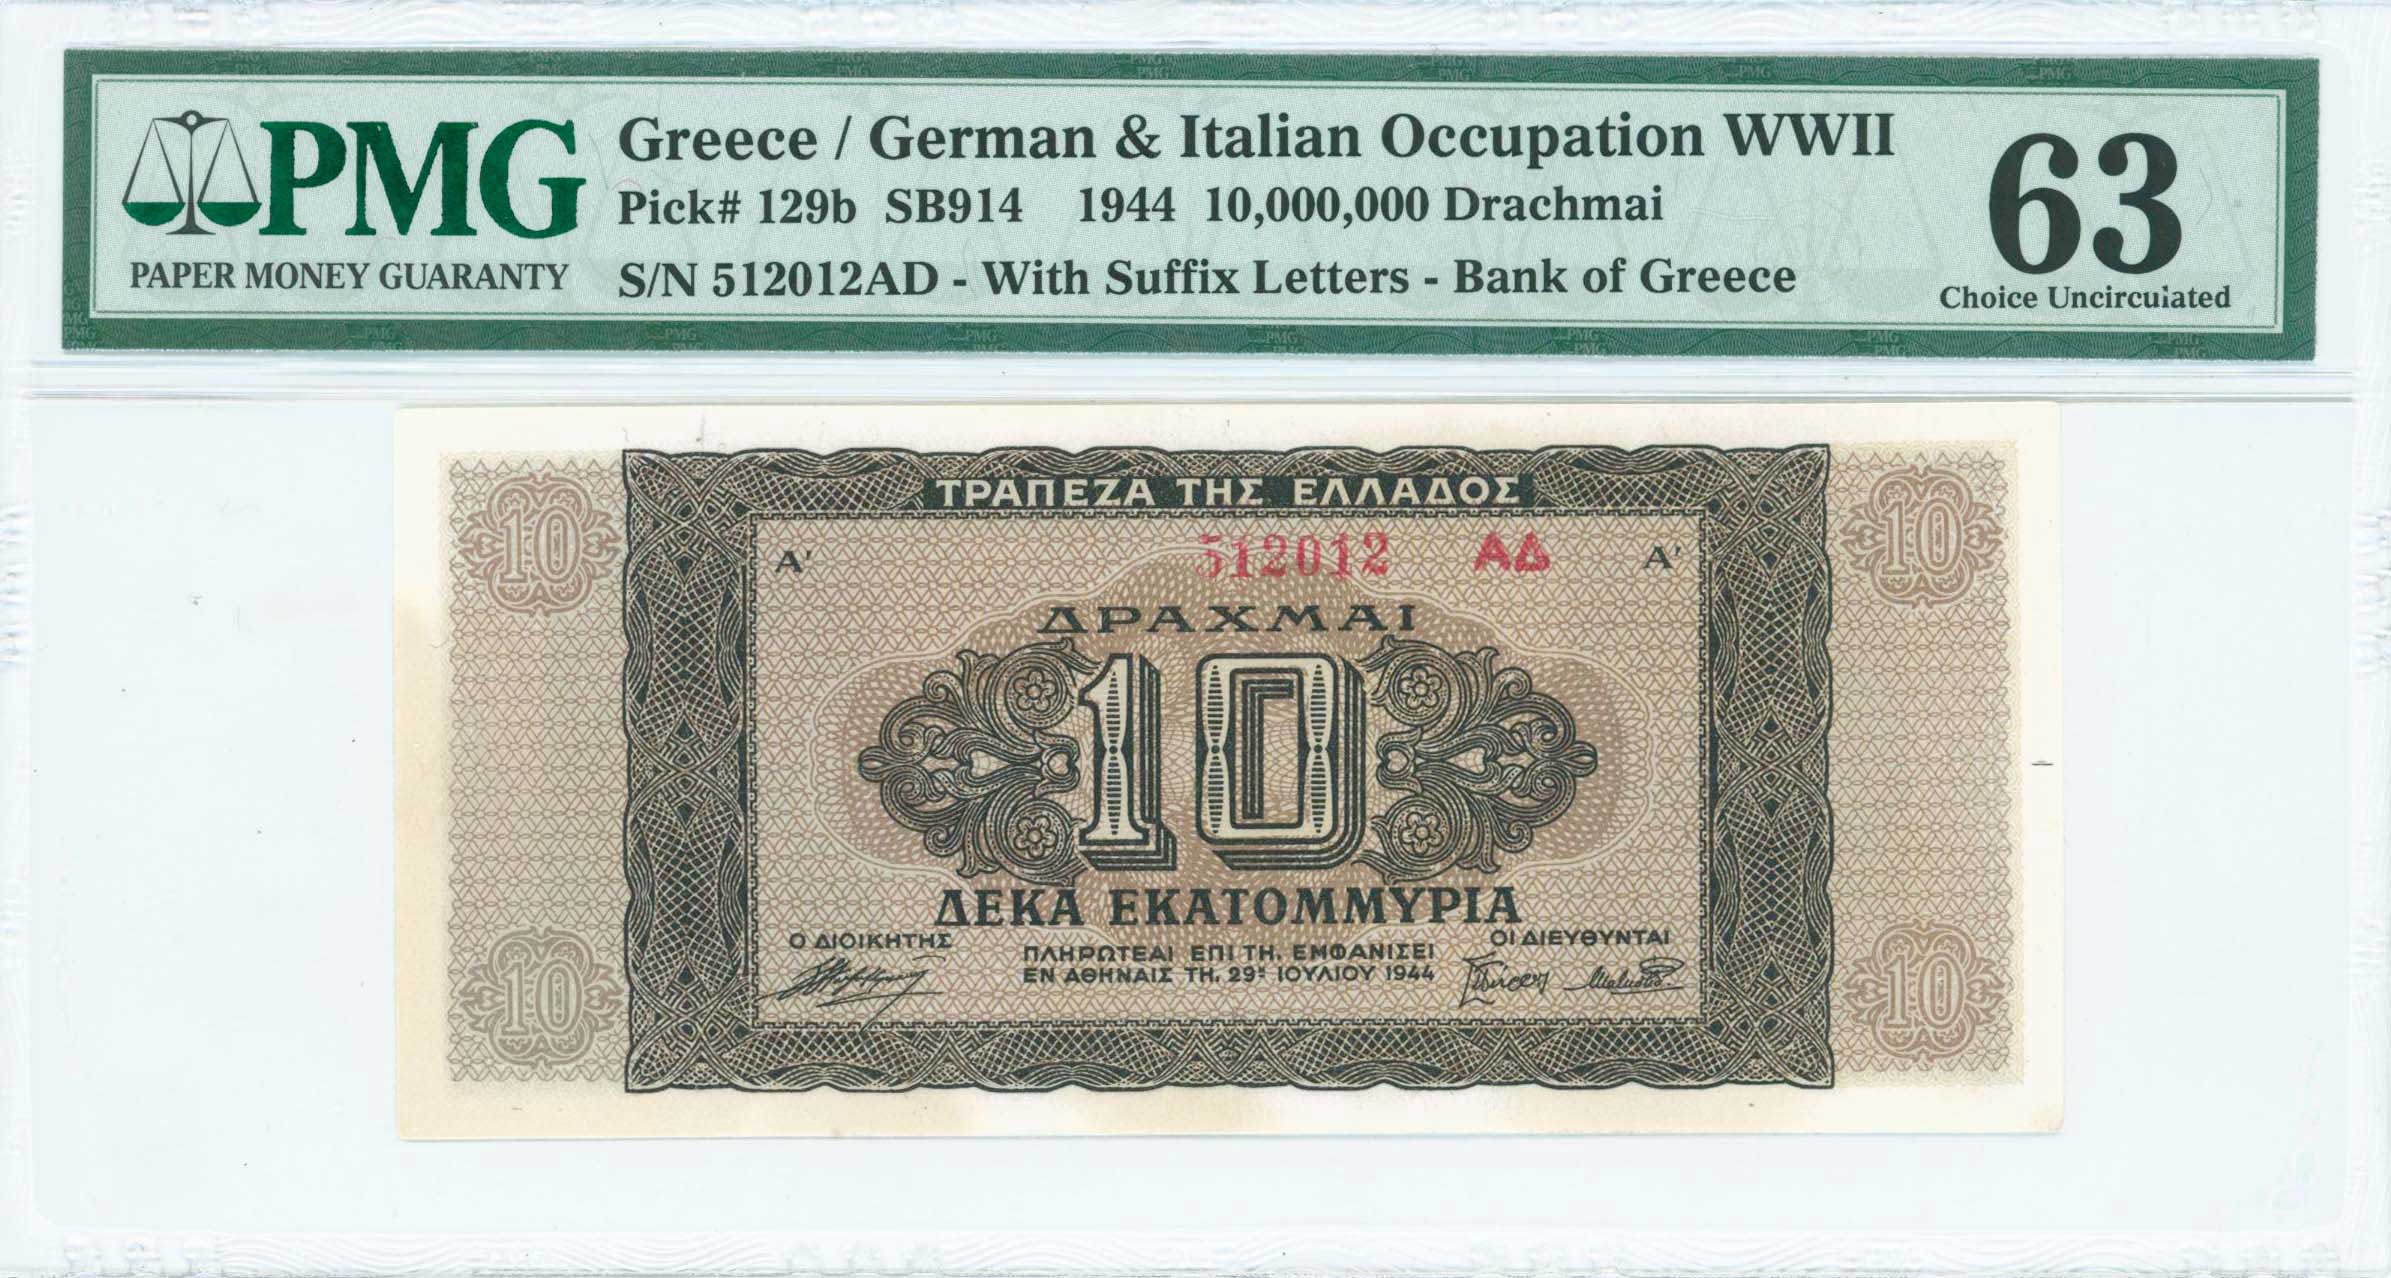 PMG
PAPER MONEY GUARANTY
Greece / German & Italian Occupation WWII
Pick# 129b SB914 1944 10,000,000 Drachmai
S/N 512012AD - With Suffix Letters - Bank of Greece
63
Choice Uncirculated
ΤΡΑΠΕΖΑ ΤΗΣ ΕΛΛΑΔΟΣ
10
10
Α' 512012 ΑΔ Α'
ΔΡΑΧΜΑΙ
10
ΔΕΚΑ ΕΚΑΤΟΜΜΥΡΙΑ
Ο ΔΙΟΙΚΗΤΗΣ
ΠΛΗΡΩΤΕΑΙ ΕΠΙ ΤΗ. ΕΜΦΑΝΙΣΕΙ
ΕΝ ΑΘΗΝΑΙΣ ΤΗ. 29ῃ ΙΟΥΛΙΟΥ 1944
ΟΙ ΔΙΕΥΘΥΝΤΑΙ
10
10